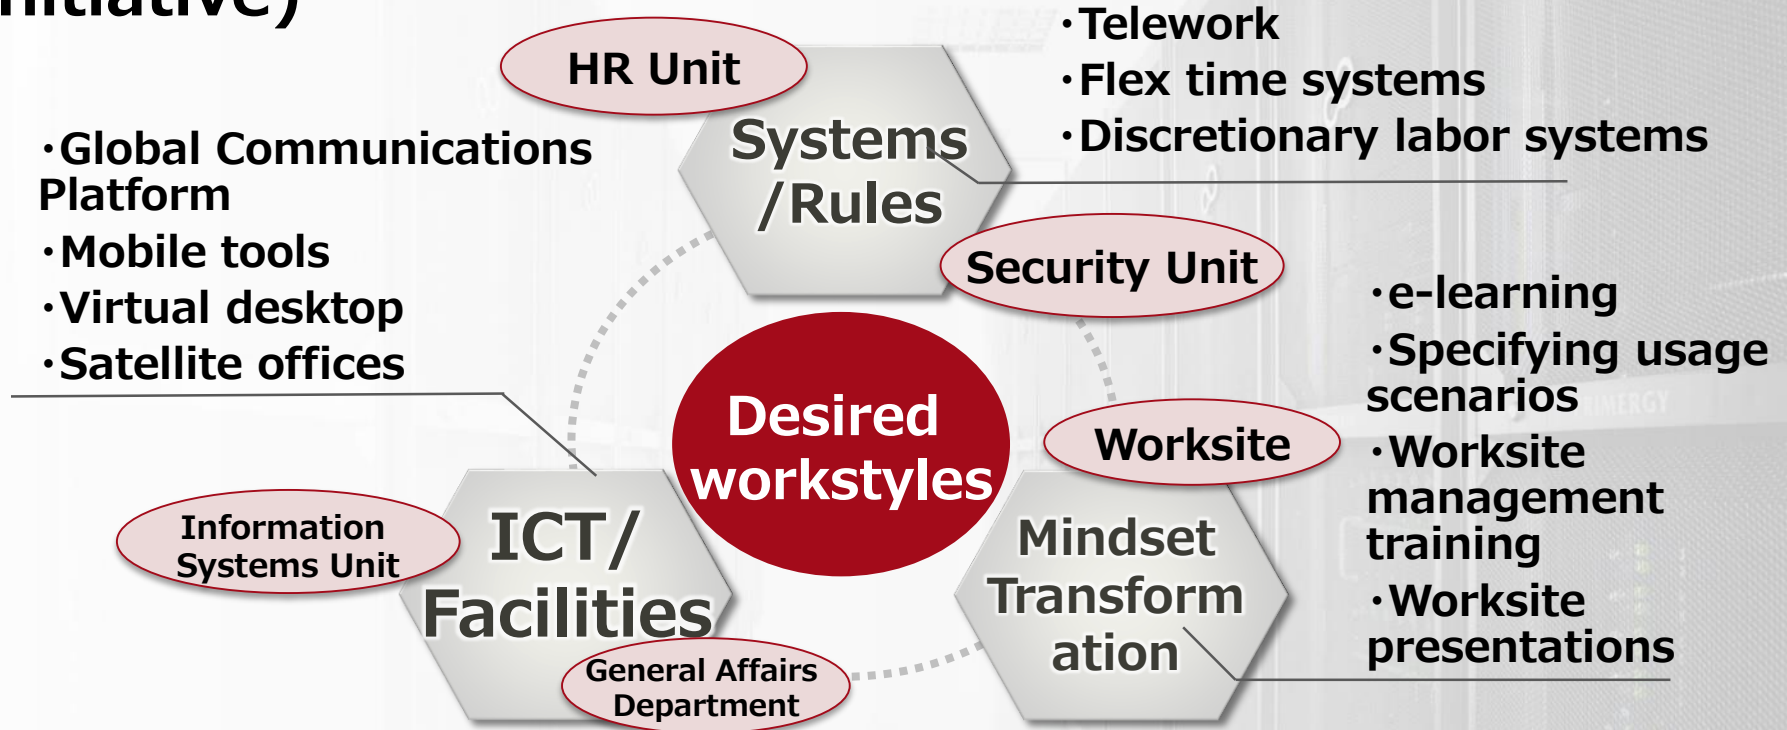 nitiative)
・Telework
・Flex time systems
・Discretionary labor systems
HR Unit
Systems
/Rules
Security Unit
・Global Communications
Platform
・Mobile tools
・Virtual desktop
・Satellite offices
Desired
workstyles
・e-learning
・Specifying usage
scenarios
・Worksite
management
training
・Worksite
presentations
Worksite
Mindset
Transform
ation
Information
Systems Unit
ICT/
Facilities
General Affairs
Department